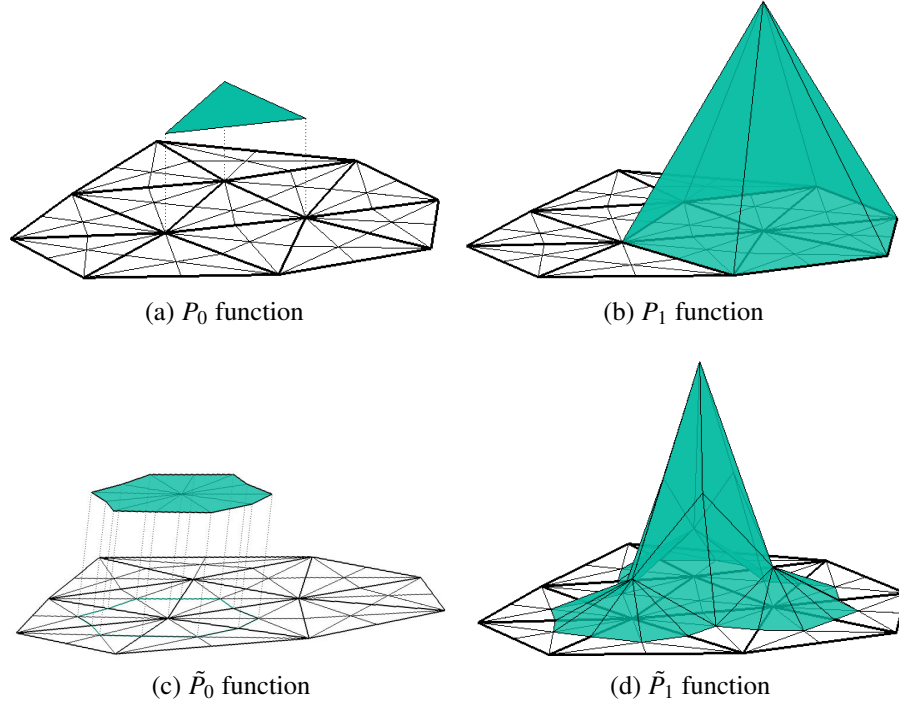 (a) P₀ function
(b) P₁ function
(c) P̃₀ function
(d) P̃₁ function